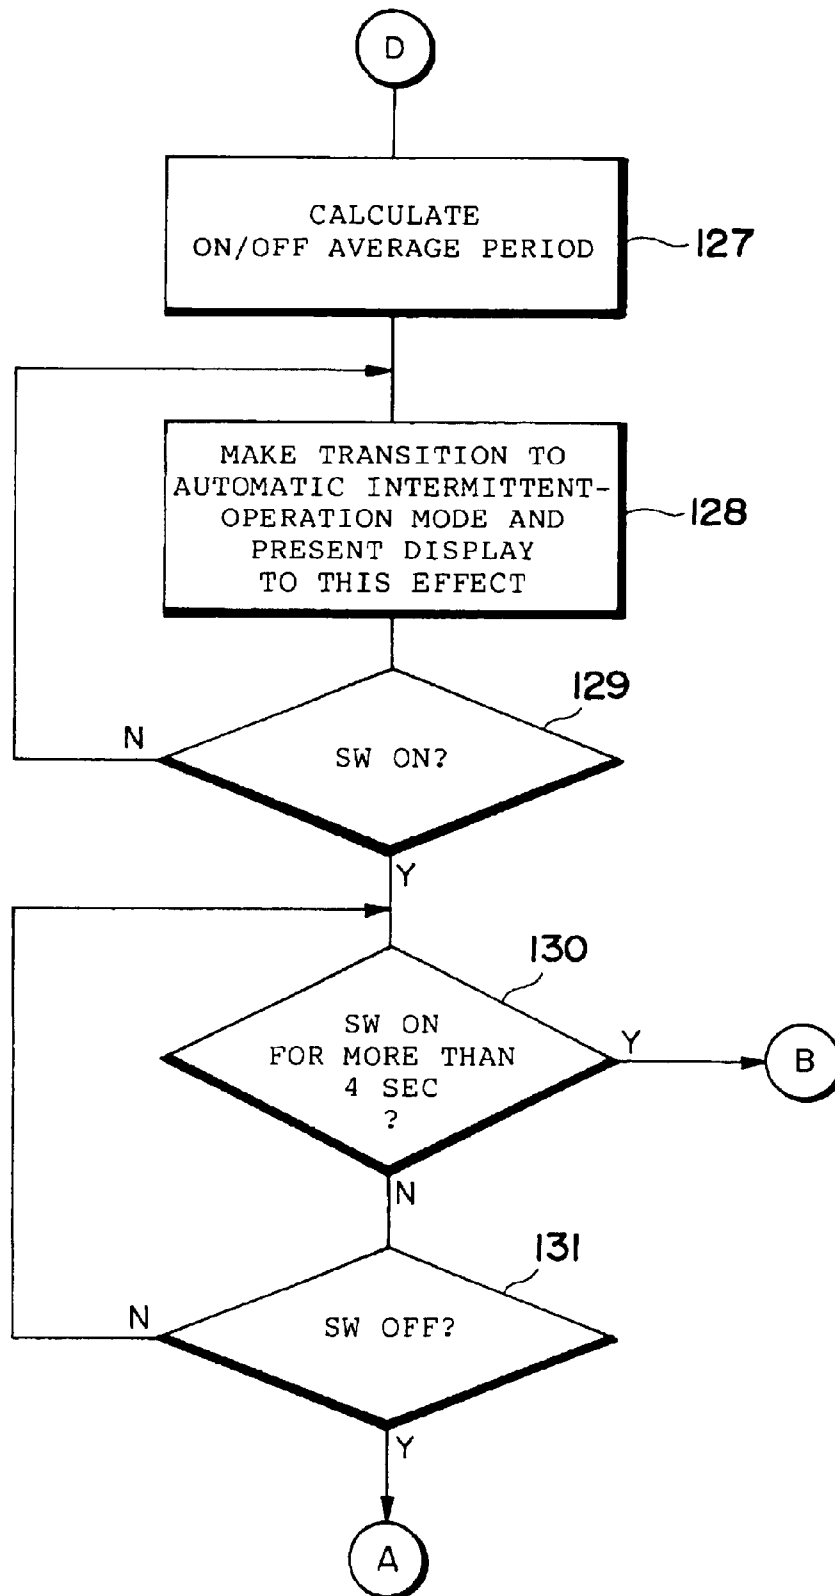 D
CALCULATE
ON/OFF AVERAGE PERIOD
127
MAKE TRANSITION TO
AUTOMATIC INTERMITTENT-
OPERATION MODE AND
PRESENT DISPLAY
TO THIS EFFECT
128
129
N
SW ON?
Y
130
SW ON
FOR MORE THAN
4 SEC
?
Y
B
N
131
N
SW OFF?
Y
A